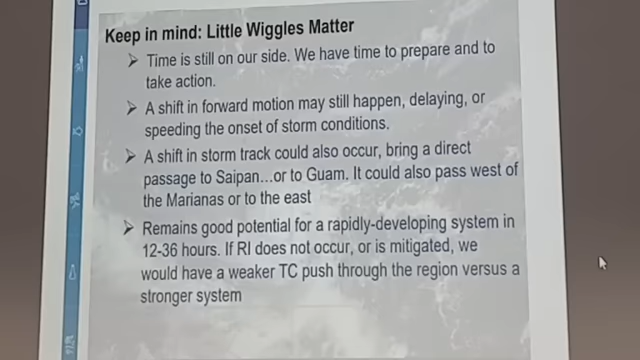 Keep in mind: Little Wiggles Matter
➢ Time is still on our side. We have time to prepare and to
take action.
➢ A shift in forward motion may still happen, delaying, or
speeding the onset of storm conditions.
➢ A shift in storm track could also occur, bring a direct
passage to Saipan...or to Guam. It could also pass west of
the Marianas or to the east
➢ Remains good potential for a rapidly-developing system in
12-36 hours. If RI does not occur, or is mitigated, we
would have a weaker TC push through the region versus a
stronger system